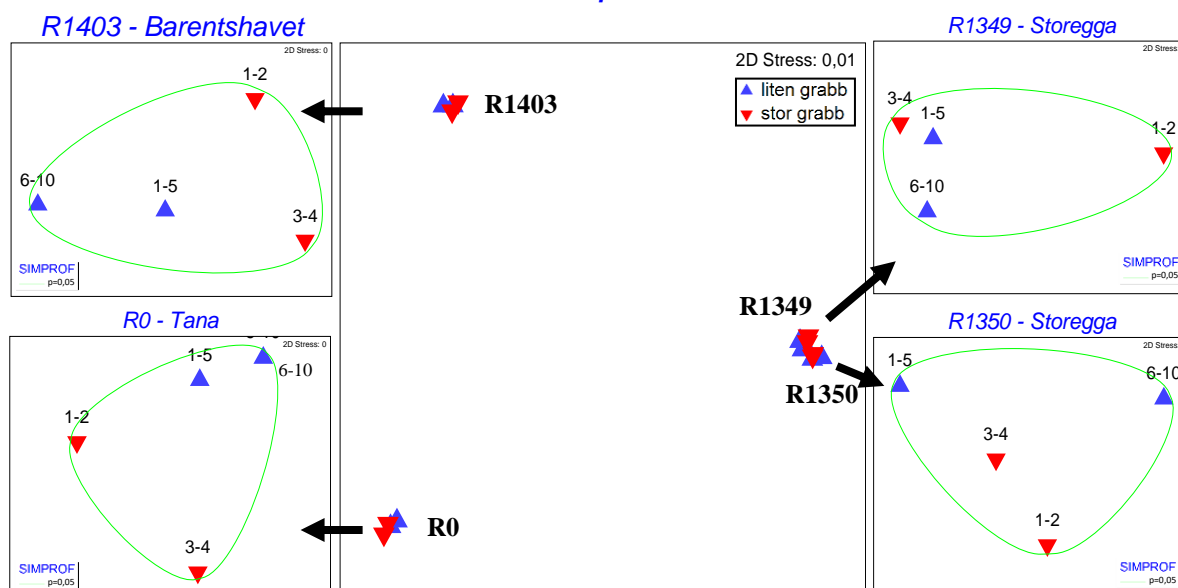 R1403 - Barentshavet
2D Stress: 0
1-2
6-10
1-5
3-4
SIMPROF
p=0,05
R0 - Tana
2D Stress: 0
1-5
6-10
1-2
3-4
SIMPROF
p=0,05
2D Stress: 0,01
liten grabb
stor grabb
R1403
R1349
R1350
R0
R1349 - Storegga
2D Stress:
3-4
1-5
1-2
6-10
SIMPROF
p=0,05
R1350 - Storegga
2D Stress:
1-5
6-10
3-4
1-2
SIMPROF
p=0,05